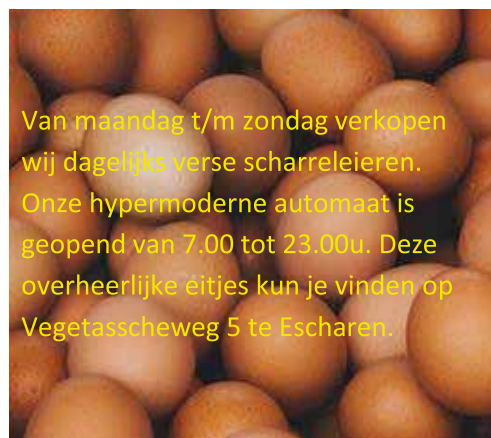 Van maandag t/m zondag verkopen
wij dagelijks verse scharreleieren.
Onze hypermoderne automaat is
geopend van 7.00 tot 23.00u. Deze
overheerlijke eitjes kun je vinden op
Vegetasscheweg 5 te Escharen.